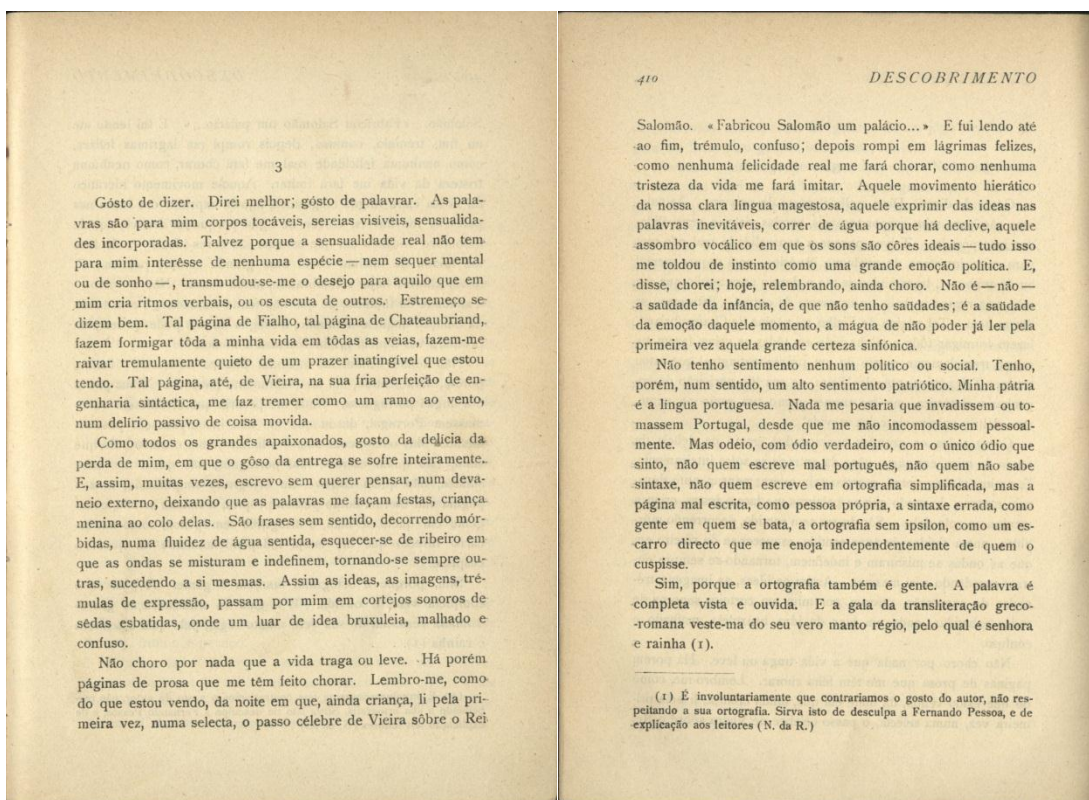 3
Gósto de dizer. Direi melhor; gósto de palavrar. As pala-
vras são para mim corpos tocáveis, sereias visíveis, sensualida-
des incorporadas. Talvez porque a sensualidade real não tem
para mim interêsse de nenhuma espécie — nem sequer mental
ou de sonho —, transmudou-se-me o desejo para aquilo que em
mim cria ritmos verbais, ou os escuta de outros. Estremeço se
dizem bem. Tal página de Fialho, tal página de Chateaubriand,
fazem formigar tôda a minha vida em tôdas as veias, fazem-me
raivar tremulamente quieto de um prazer inatingível que estou
tendo. Tal página, até, de Vieira, na sua fria perfeição de en-
genharia sintáctica, me faz tremer como um ramo ao vento,
num delírio passivo de coisa movida.
Como todos os grandes apaixonados, gosto da delícia da
perda de mim, em que o gôso da entrega se sofre inteiramente.
E, assim, muitas vezes, escrevo sem querer pensar, num deva-
neio externo, deixando que as palavras me façam festas, criança
menina ao colo delas. São frases sem sentido, decorrendo mór-
bidas, numa fluidez de água sentida, esquecer-se de ribeiro em
que as ondas se misturam e indefinem, tornando-se sempre ou-
tras, sucedendo a si mesmas. Assim as ideas, as imagens, tré-
mulas de expressão, passam por mim em cortejos sonoros de
sêdas esbatidas, onde um luar de idea bruxuleia, malhado e
confuso.
Não choro por nada que a vida traga ou leve. Há porém
páginas de prosa que me têm feito chorar. Lembro-me, como
do que estou vendo, da noite em que, ainda criança, li pela pri-
meira vez, numa selecta, o passo célebre de Vieira sôbre o Rei
410 DESCOBRIMENTO
Salomão. «Fabricou Salomão um palácio...» E fui lendo até
ao fim, trémulo, confuso; depois rompi em lágrimas felizes,
como nenhuma felicidade real me fará chorar, como nenhuma
tristeza da vida me fará imitar. Aquele movimento hierático
da nossa clara língua magestosa, aquele exprimir das ideas nas
palavras inevitáveis, correr de água porque há declive, aquele
assombro vocálico em que os sons são côres ideais — tudo isso
me toldou de instinto como uma grande emoção política. E,
disse, chorei; hoje, relembrando, ainda choro. Não é — não —
a saüdade da infância, de que não tenho saüdades; é a saüdade
da emoção daquele momento, a mágua de não poder já ler pela
primeira vez aquela grande certeza sinfónica.
Não tenho sentimento nenhum político ou social. Tenho,
porém, num sentido, um alto sentimento patriótico. Minha pátria
é a língua portuguesa. Nada me pesaria que invadissem ou to-
massem Portugal, desde que me não incomodassem pessoal-
mente. Mas odeio, com ódio verdadeiro, com o único ódio que
sinto, não quem escreve mal português, não quem não sabe
sintaxe, não quem escreve em ortografia simplificada, mas a
página mal escrita, como pessoa própria, a sintaxe errada, como
gente em quem se bata, a ortografia sem ipsílon, como um es-
carro directo que me enoja independentemente de quem o
cuspisse.
Sim, porque a ortografia também é gente. A palavra é
completa vista e ouvida. E a gala da transliteração greco-
-romana veste-ma do seu vero manto régio, pelo qual é senhora
e rainha (1).
(1) É involuntariamente que contrariamos o gosto do autor, não res-
peitando a sua ortografia. Sirva isto de desculpa a Fernando Pessoa, e de
explicação aos leitores (N. da R.)